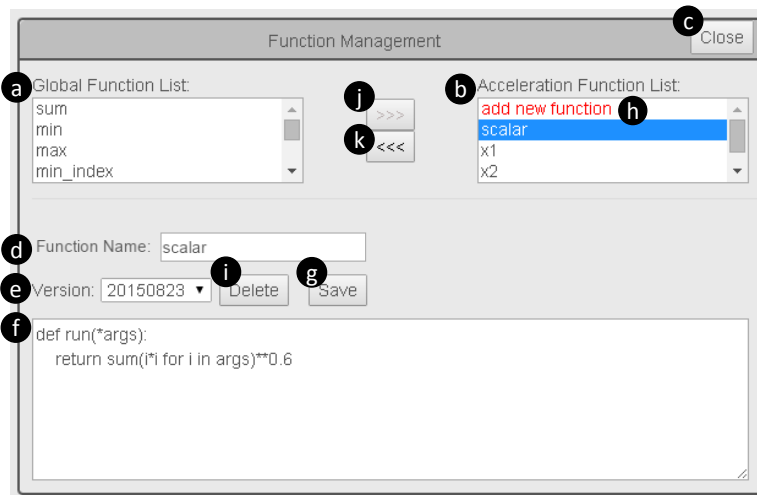 c
Function Management
Close
a
Global Function List:
b
Acceleration Function List:
sum
min
max
min_index
j
>>>
k
<<<
add new function
h
scalar
x1
x2
d
Function Name:
scalar
i
g
e
Version:
20150823
Delete
Save
f
def run(*args):
    return sum(i*i for i in args)**0.6